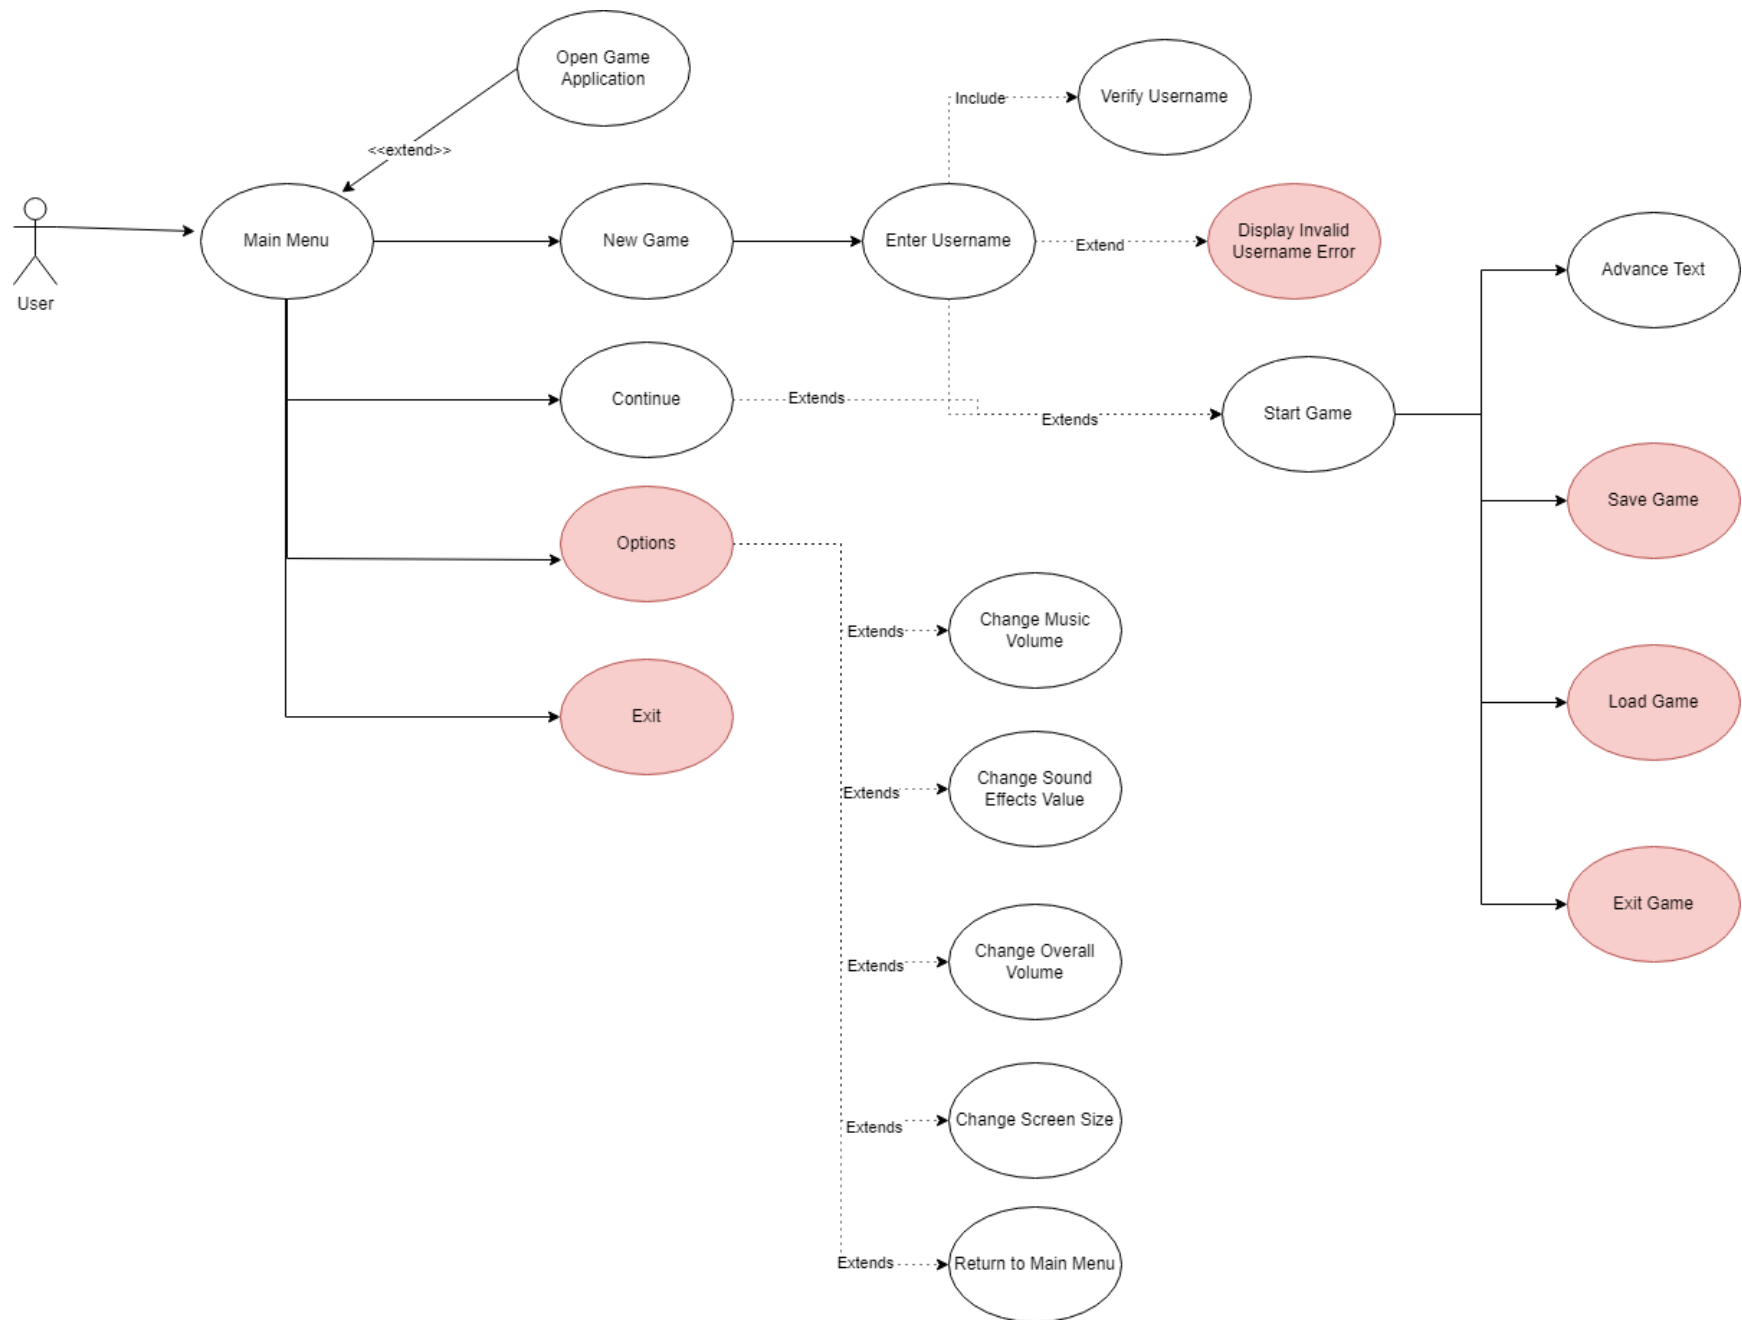 Open Game
Application
Include
Verify Username
<<extend>>
User
Main Menu
New Game
Enter Username
Extend
Display Invalid
Username Error
Advance Text
Continue
Extends
Extends
Start Game
Save Game
Options
Extends
Change Music
Volume
Load Game
Exit
Extends
Change Sound
Effects Value
Exit Game
Extends
Change Overall
Volume
Extends
Change Screen Size
Extends
Return to Main Menu